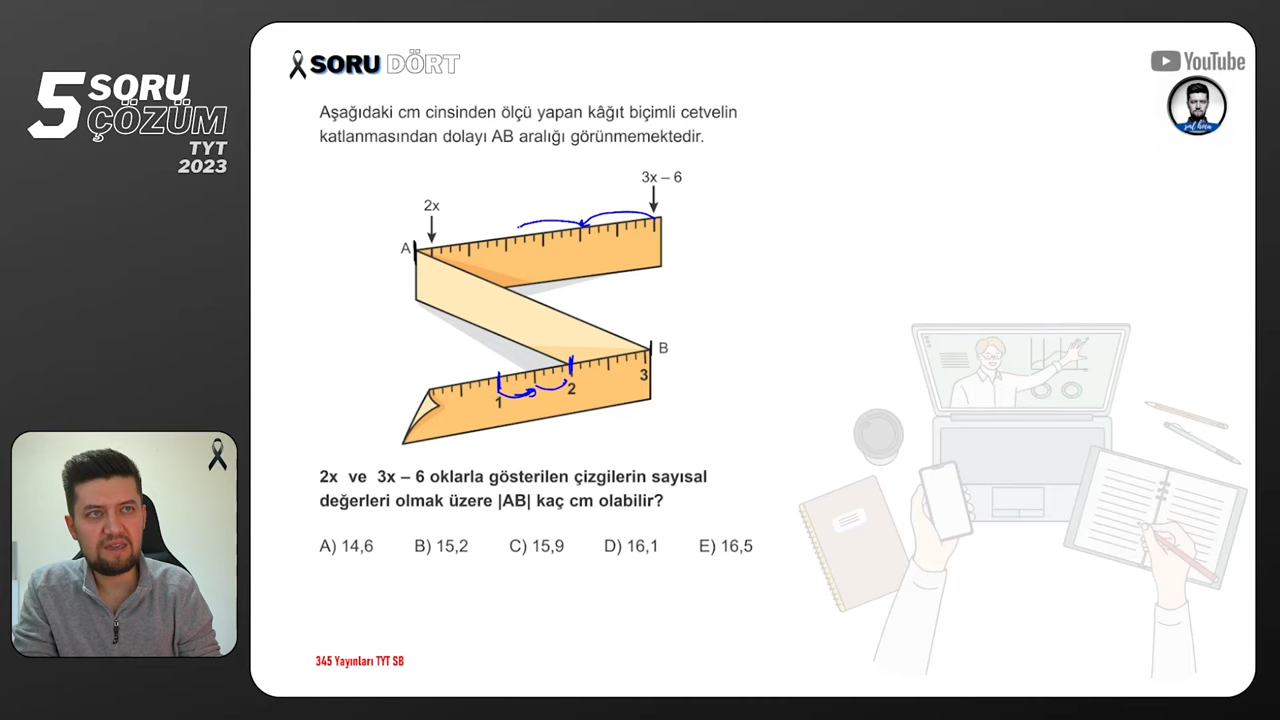 5 SORU
ÇÖZÜM
TYT
2023
SORU DÖRT
YouTube
Aşağıdaki cm cinsinden ölçü yapan kâğıt biçimli cetvelin
katlanmasından dolayı AB aralığı görünmemektedir.
3x – 6
2x
A
B
1 2 3
2x ve 3x – 6 oklarla gösterilen çizgilerin sayısal
değerleri olmak üzere |AB| kaç cm olabilir?
A) 14,6 B) 15,2 C) 15,9 D) 16,1 E) 16,5
345 Yayınları TYT SB